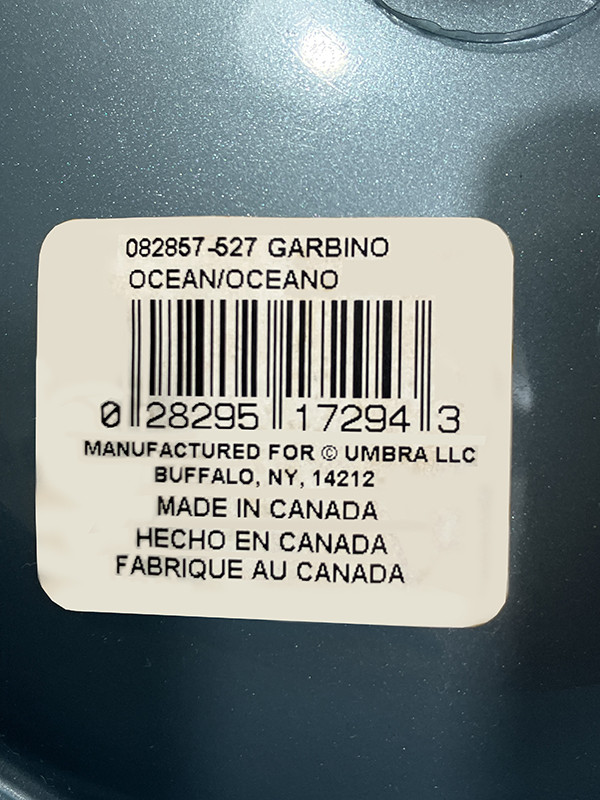 082857-527 GARBINO
OCEAN/OCEANO
0 28295 17294 3
MANUFACTURED FOR © UMBRA LLC
BUFFALO, NY, 14212
MADE IN CANADA
HECHO EN CANADA
FABRIQUE AU CANADA